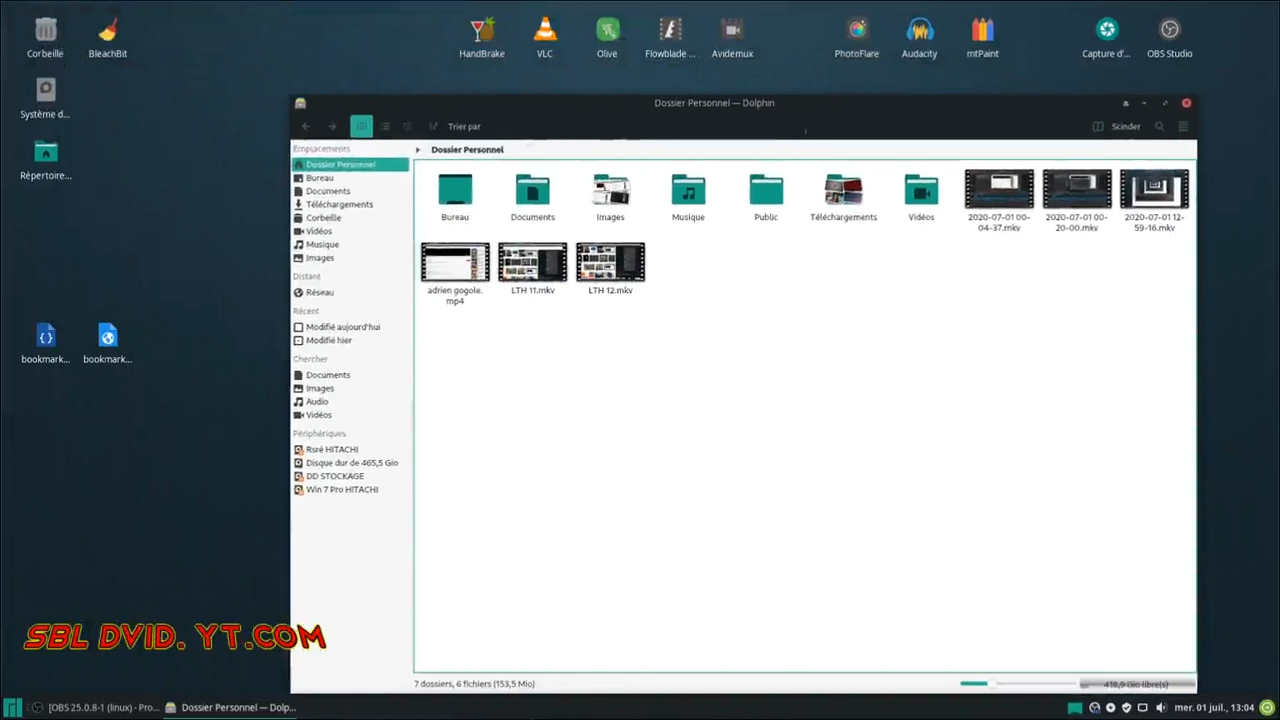 Corbeille
BleachBit
HandBrake
VLC
Olive
Flowblade ...
Avidemux
PhotoFlare
Audacity
mtPaint
Capture d'...
OBS Studio
Système d...
Répertoire...
bookmark...
bookmark...
Dossier Personnel — Dolphin
Trier par
Scinder
Emplacements
Dossier Personnel
Bureau
Documents
Téléchargements
Corbeille
Vidéos
Musique
Images
Distant
Réseau
Récent
Modifié aujourd'hui
Modifié hier
Chercher
Documents
Images
Audio
Vidéos
Périphériques
Rsré HITACHI
Disque dur de 465,5 Gio
DD STOCKAGE
Win 7 Pro HITACHI
Dossier Personnel
Bureau
Documents
Images
Musique
Public
Téléchargements
Vidéos
2020-07-01 00-
04-37.mkv
2020-07-01 00-
20-00.mkv
2020-07-01 12-
59-16.mkv
adrien gogole.
mp4
LTH 11.mkv
LTH 12.mkv
7 dossiers, 6 fichiers (153,5 Mio)
418,9 Gio libre(s)
SBL DVID. YT.COM
[OBS 25.0.8-1 (linux) - Pro...
Dossier Personnel — Dolp...
mer. 01 juil., 13:04